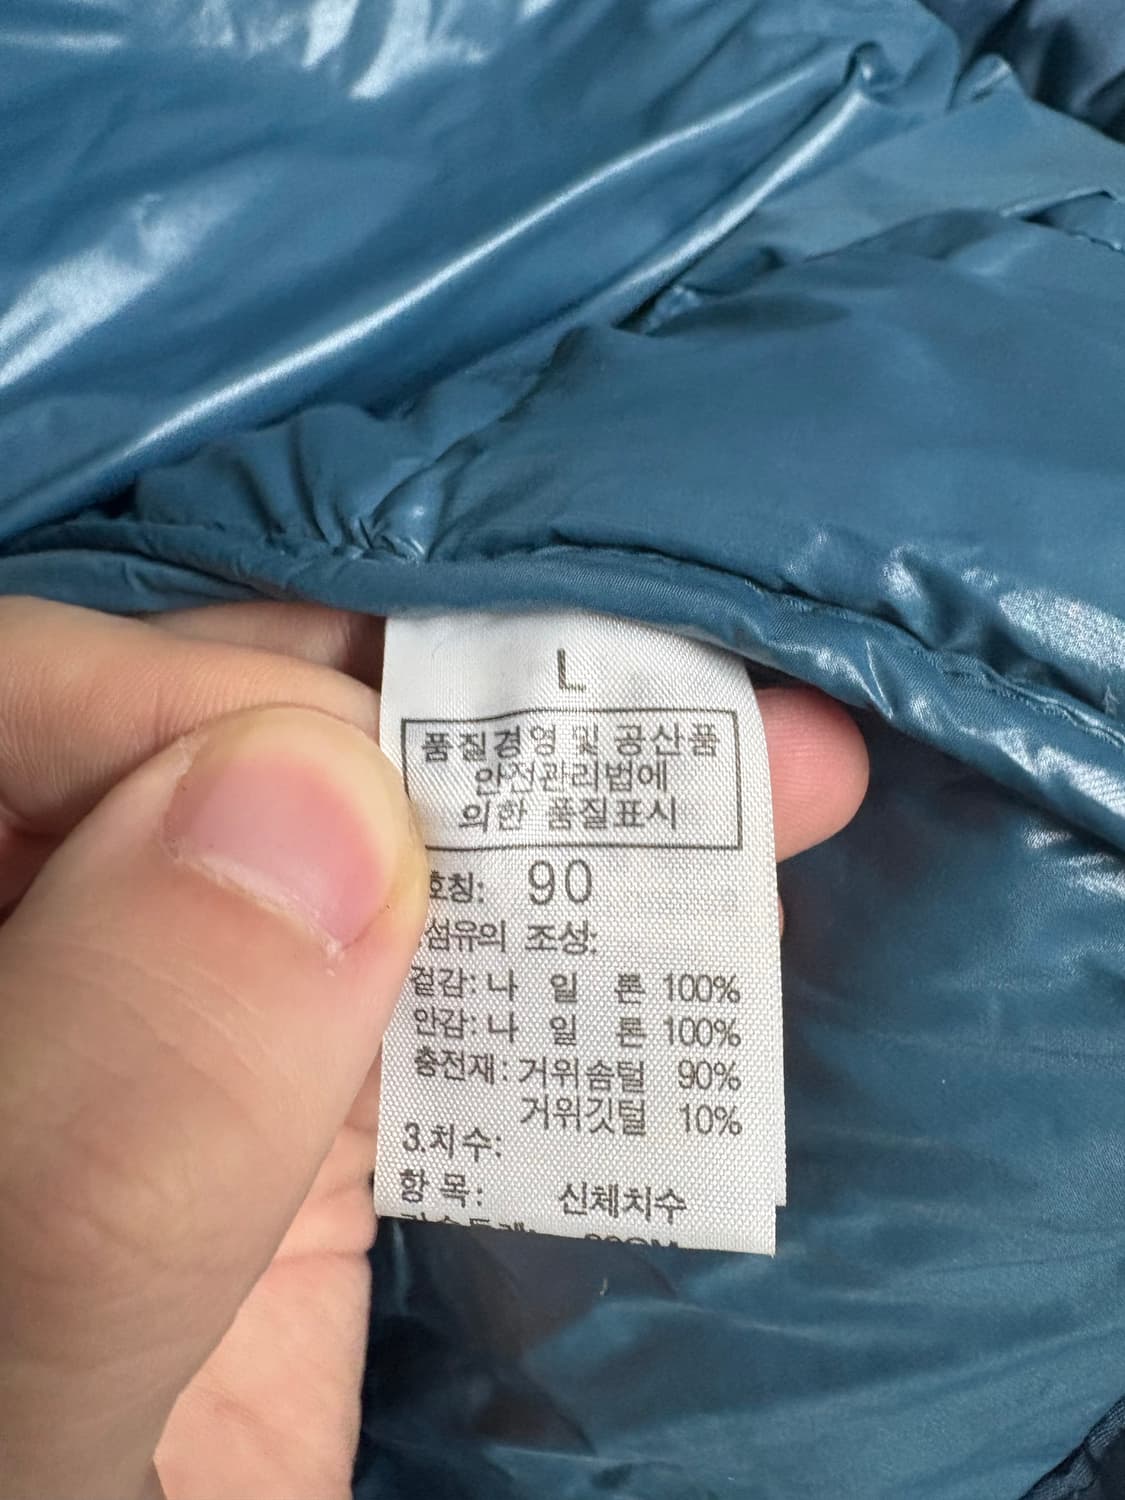 L
품질경영 및 공산품
안전관리법에
의한 품질표시
호칭: 90
섬유의 조성:
겉감: 나 일 론 100%
안감: 나 일 론 100%
충전재: 거위솜털 90%
거위깃털 10%
3.치수:
항 목: 신체치수